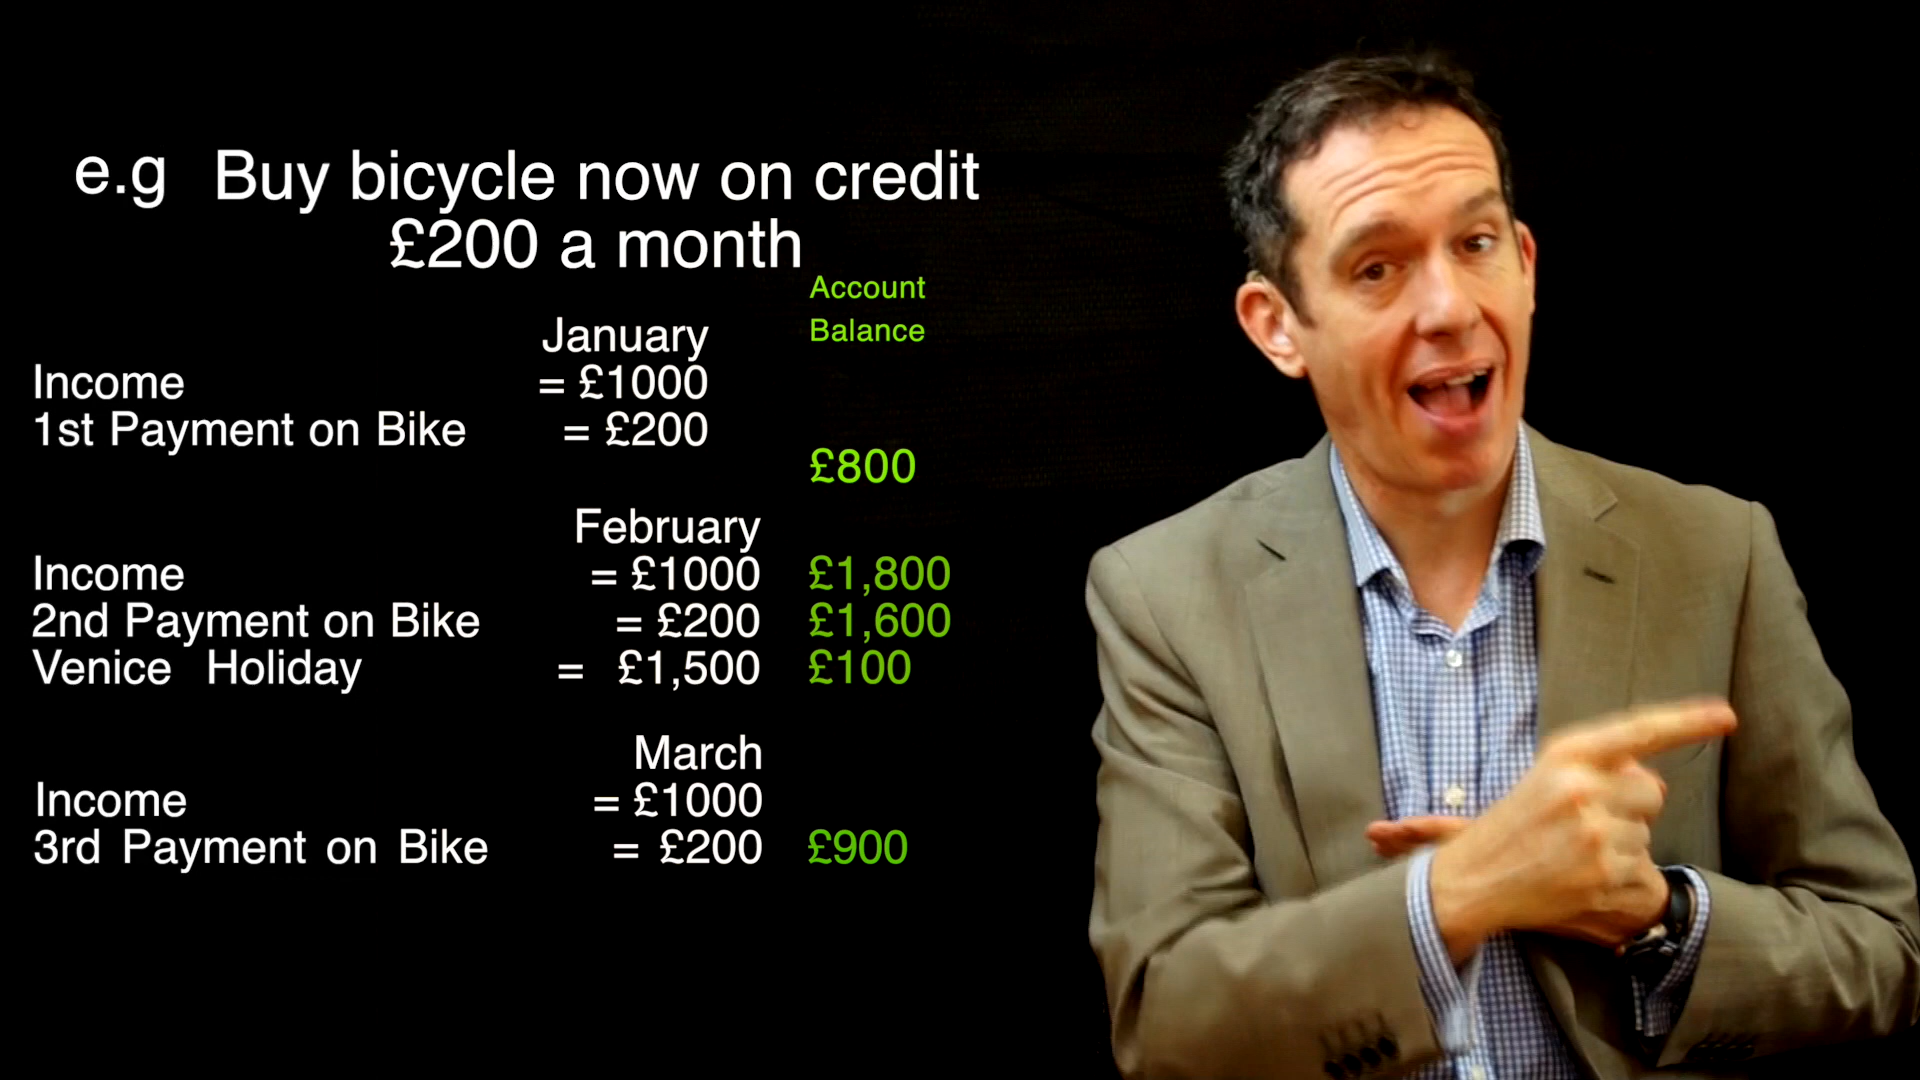 e.g Buy bicycle now on credit
£200 a month
Account
Balance
January
Income = £1000
1st Payment on Bike = £200
£800
February
Income = £1000 £1,800
2nd Payment on Bike = £200 £1,600
Venice Holiday = £1,500 £100
March
Income = £1000
3rd Payment on Bike = £200 £900